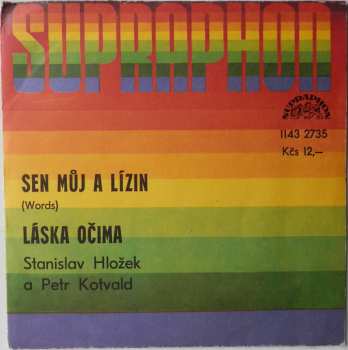 SUPRAPHON
SUPRAPHON
1143 2735
Kčs 12,–
SEN MŮJ A LÍZIN
(Words)
LÁSKA OČIMA
Stanislav Hložek
a Petr Kotvald